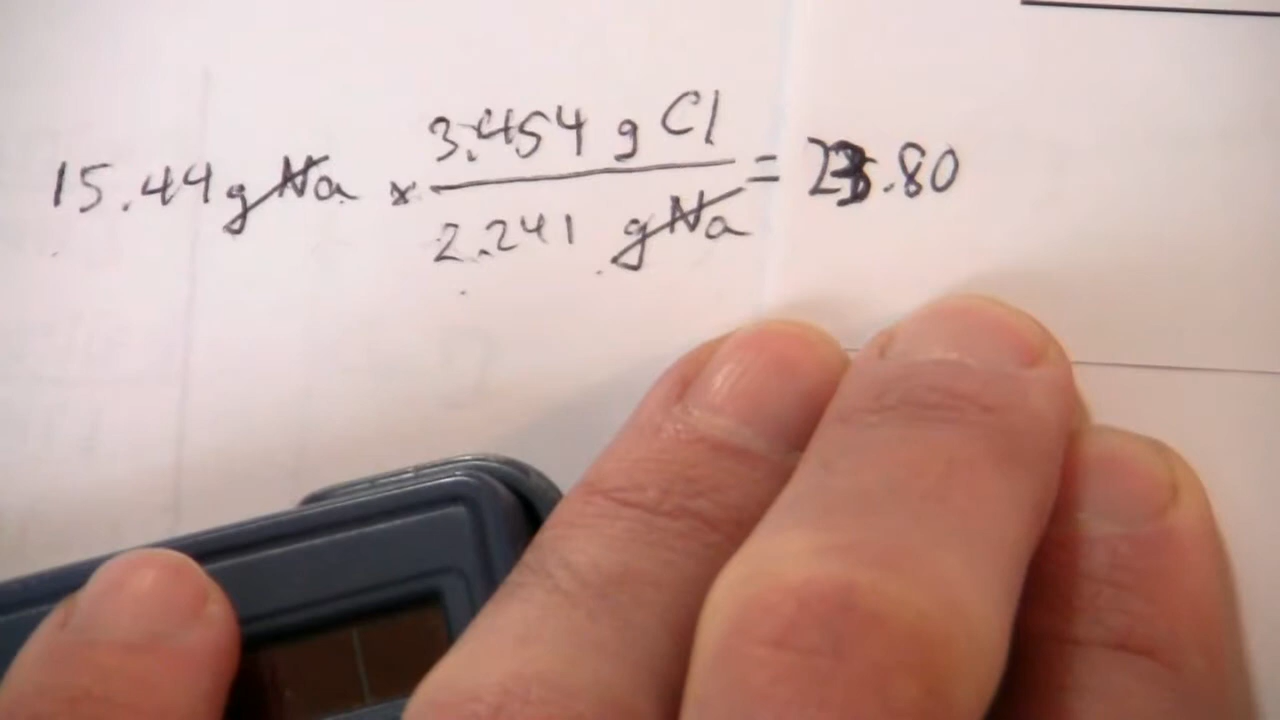 15.44 g Na × 3.454 g Cl / 2.241 g Na = 23.80